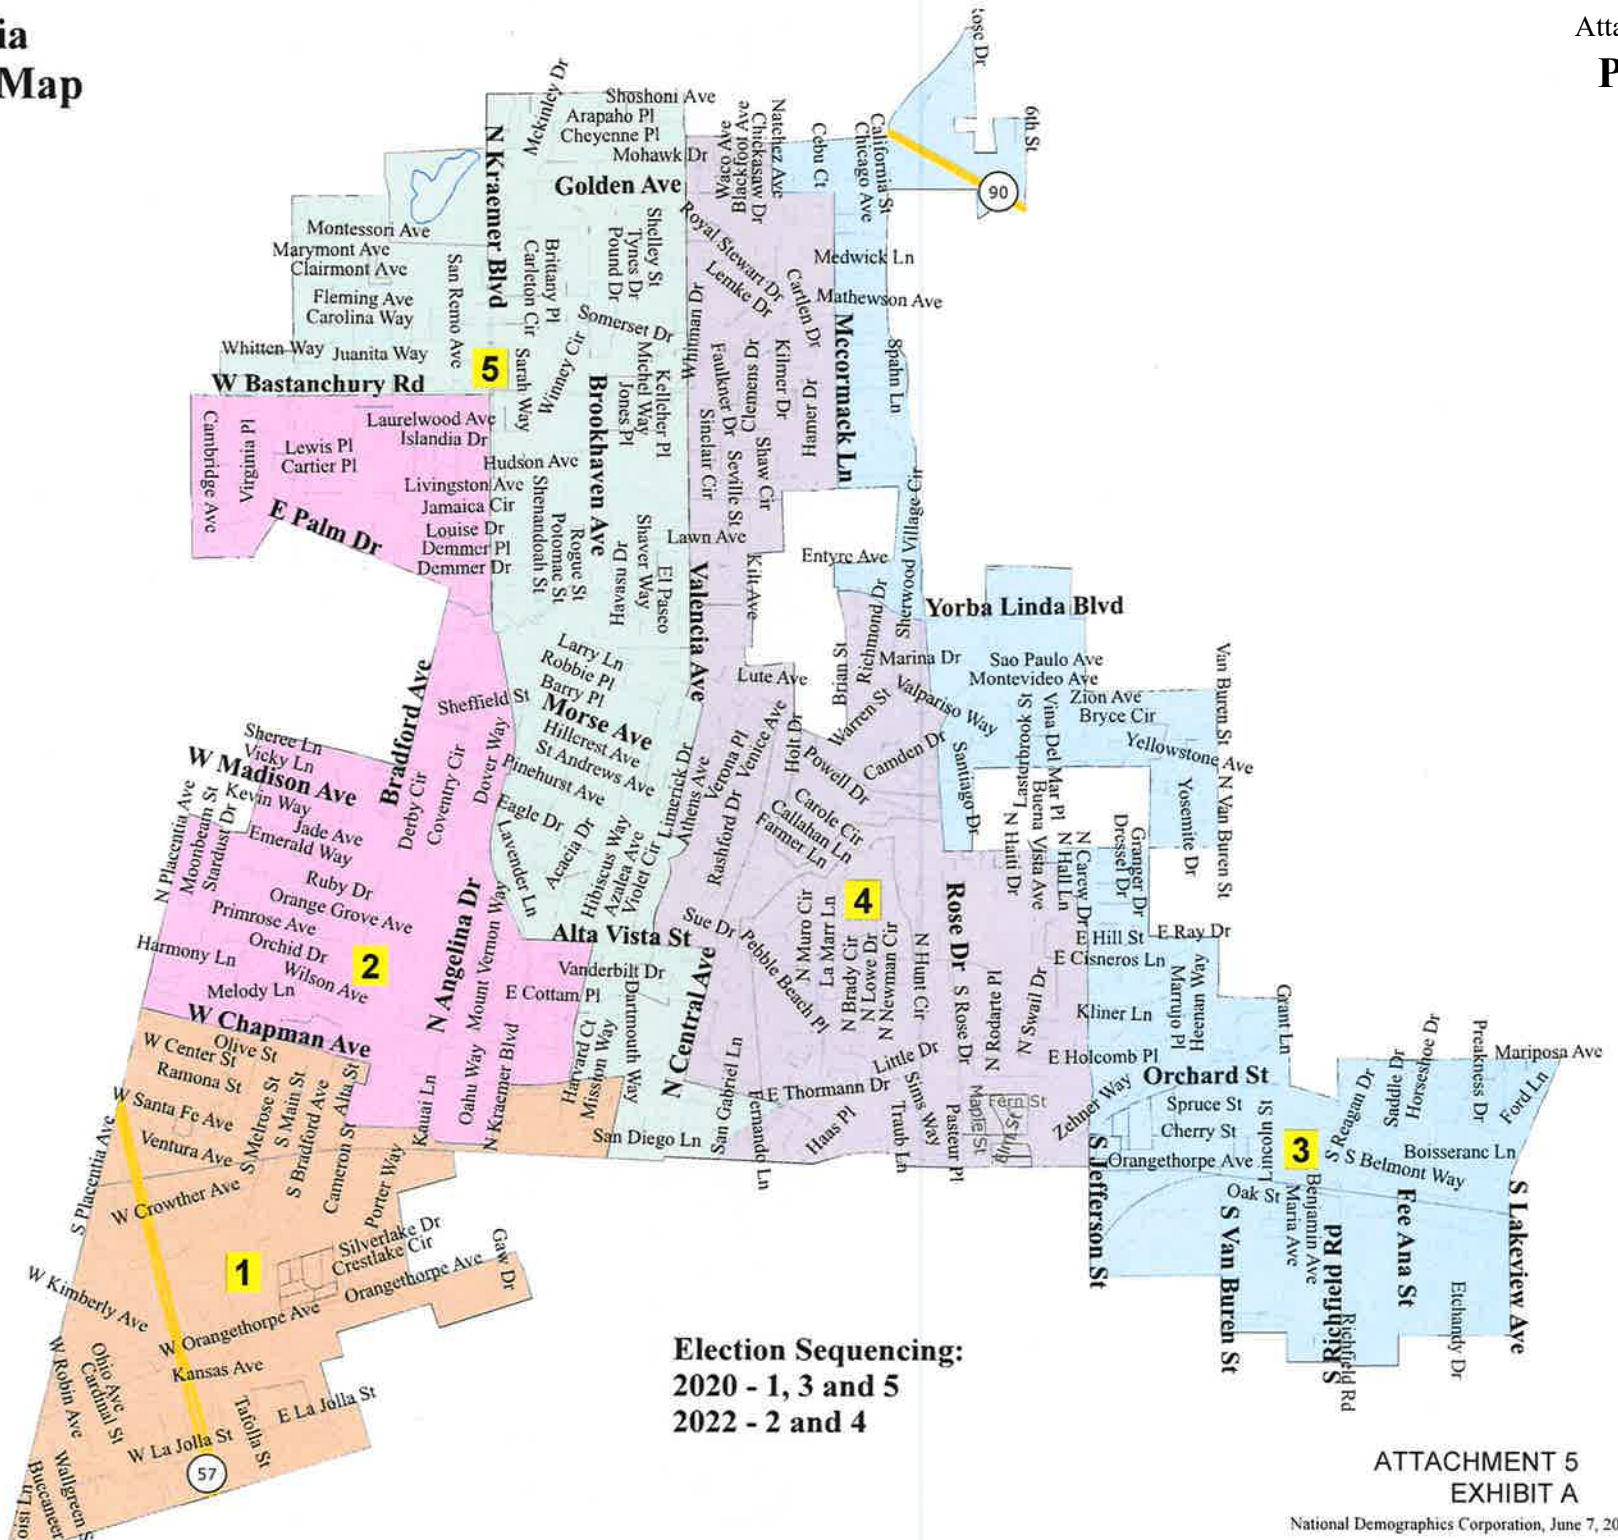 ia
Map
Atta
P
Rose Dr
6th St
90
Mckinley Dr
Shoshoni Ave
Arapaho Pl
Cheyenne Pl
Mohawk Dr
Golden Ave
N Kraemer Blvd
Waco Ave
Blackfoot Ave
Chickasaw Dr
Natchez Ave
Cebu Ct
Chicago Ave
California St
Montessori Ave
Marymont Ave
Clairmont Ave
Fleming Ave
Carolina Way
San Remo Ave
Whitten Way
Juanita Way
W Bastanchury Rd
5
Carleton Cir
Brittany Pl
Pound Dr
Tynes Dr
Shelley St
Somerset Dr
Royal Stewart Dr
Lemke Dr
Cartlen Dr
Medwick Ln
Mathewson Ave
Whitman Dr
Sarah Way
Winney Cir
Brookhaven Ave
Jones Pl
Michel Way
Kelleher Pl
Faulkner Dr
Clemens Dr
Kilmer Dr
Hamer Dr
Mccormack Ln
Spahn Ln
Sinclair Cir
Seville St
Shaw Cir
Cambridge Ave
Virginia Pl
Lewis Pl
Cartier Pl
Laurelwood Ave
Islandia Dr
Hudson Ave
Livingston Ave
Jamaica Cir
Louise Dr
Demmer Pl
Demmer Dr
E Palm Dr
Shenandoah St
Potomac St
Rogue St
Havasu Dr
Shaver Way
El Paseo
Lawn Ave
Valencia Ave
Kilt Ave
Entyre Ave
Sherwood Village Cir
Yorba Linda Blvd
Richmond Dr
Brian St
Marina Dr
Sao Paulo Ave
Montevideo Ave
Zion Ave
Bryce Cir
Van Buren St
Yellowstone Ave
Larry Ln
Robbie Pl
Barry Pl
Morse Ave
Hillcrest Ave
St Andrews Ave
Pinehurst Ave
Eagle Dr
Lute Ave
Warren St
Valpariso Way
Camden Dr
Santiago Dr
Lastbrook St
Vina Del Mar Pl
Buena Vista Ave
N Haiti Dr
N Hall Ln
N Carew Dr
Dressel Dr
Granger Dr
Yosemite Dr
N Van Buren St
Bradford Ave
Sheffield St
Dover Way
Coventry Cir
Derby Cir
Sheree Ln
Vicky Ln
W Madison Ave
Kevin Way
Jade Ave
Emerald Way
Ruby Dr
Orange Grove Ave
Primrose Ave
Orchid Dr
Wilson Ave
Harmony Ln
Melody Ln
N Placentia Ave
Moonbeam St
Stardust Dr
2
W Chapman Ave
N Angelina Dr
Mount Vernon Way
Lavender Ln
Acacia Dr
Hibiscus Way
Azalea Ave
Violet Cir
Limerick Dr
Athens Ave
Rashford Dr
Verona Pl
Venice Ave
Holt Dr
Powell Dr
Carole Cir
Callahan Ln
Farmer Ln
4
Alta Vista St
Vanderbilt Dr
E Cottam Pl
Dartmouth Way
Harvard Ct
Mission Way
N Central Ave
Sue Dr
Pebble Beach Pl
N Muro Cir
La Marr Ln
N Brady Cir
N Lowe Dr
N Newman Cir
N Hunt Cir
Rose Dr
S Rose Dr
N Rodarte Pl
N Swail Dr
E Hill St
E Ray Dr
E Cisneros Ln
Marnjo Pl
Hecnan Way
Kliner Ln
E Holcomb Pl
Grant Ln
Orchard St
Little Dr
E Thormann Dr
Sims Way
Traub Ln
Haas Pl
Pasteur Pl
Maple St
Fern St
Elm St
Zehner Way
San Gabriel Ln
Fernando Ln
San Diego Ln
Oahu Way
N Kraemer Blvd
Kauai Ln
W Center St
Olive St
Ramona St
W Santa Fe Ave
Ventura Ave
W Crowther Ave
S Melrose St
S Main St
S Bradford Ave
Cameron St
Alta St
Porter Way
S Placentia Ave
1
Silverlake Dr
Crestlake Cir
Orangethorpe Ave
Gaw Dr
W Kimberly Ave
W Orangethorpe Ave
Kansas Ave
W Robin Ave
Ohio Ave
Cardinal St
Tafolla St
E La Jolla St
W La Jolla St
57
Wallgreen S
Buccaneer
oisi Ln
Spruce St
Cherry St
Orangethorpe Ave
Lincoln St
3
Oak St
S Jefferson St
S Van Buren St
Maria Ave
Benjamin Ave
S Richfield Rd
Richfield Rd
S Reagan Dr
S Belmont Way
Saddle Dr
Horseshoe Dr
Preakness Dr
Mariposa Ave
Ford Ln
Boisseranc Ln
Fee Ana St
S Lakeview Ave
Etchandy Dr
Election Sequencing:
2020 - 1, 3 and 5
2022 - 2 and 4
ATTACHMENT 5
EXHIBIT A
National Demographics Corporation, June 7, 20